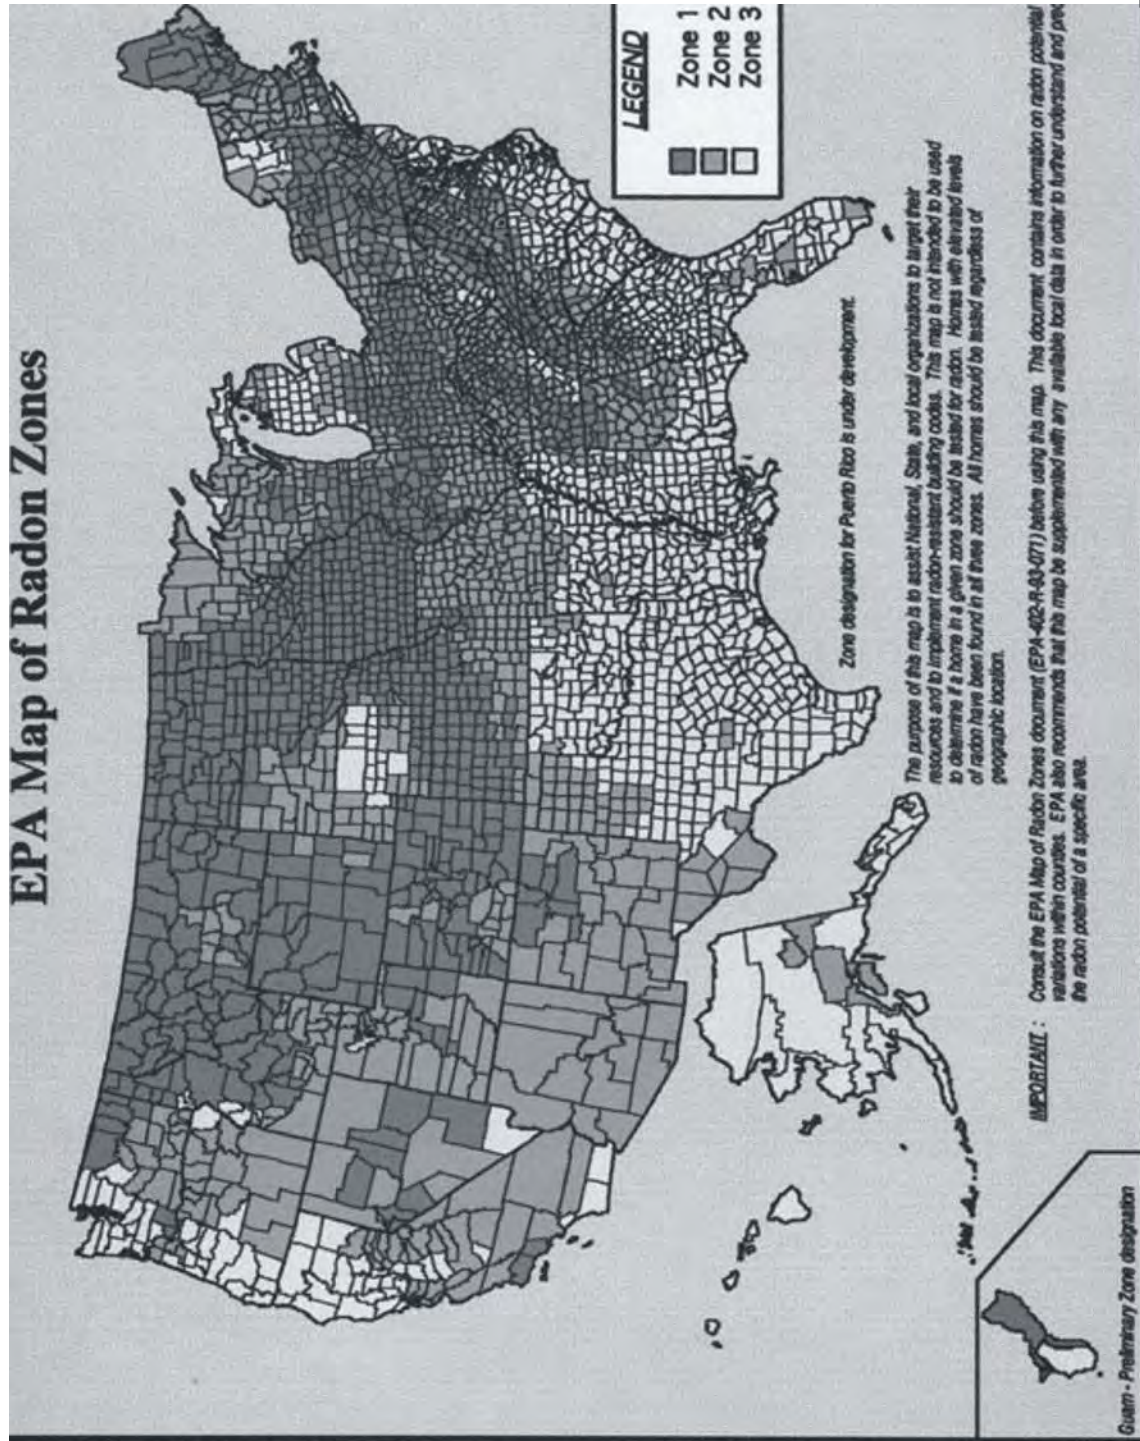 EPA Map of Radon Zones
LEGEND
Zone 1
Zone 2
Zone 3
Zone designation for Puerto Rico is under development.
The purpose of this map is to assist National, State, and local organizations to target their
resources and to implement radon-resistant building codes. This map is not intended to be used
to determine if a home in a given zone should be tested for radon. Homes with elevated levels
of radon have been found in all three zones. All homes should be tested regardless of
geographic location.
IMPORTANT: Consult the EPA Map of Radon Zones document (EPA-402-R-93-071) before using this map. This document contains information on radon potential
variations within counties. EPA also recommends that this map be supplemented with any available local data in order to further understand and pred
the radon potential of a specific area.
Guam - Preliminary Zone designation